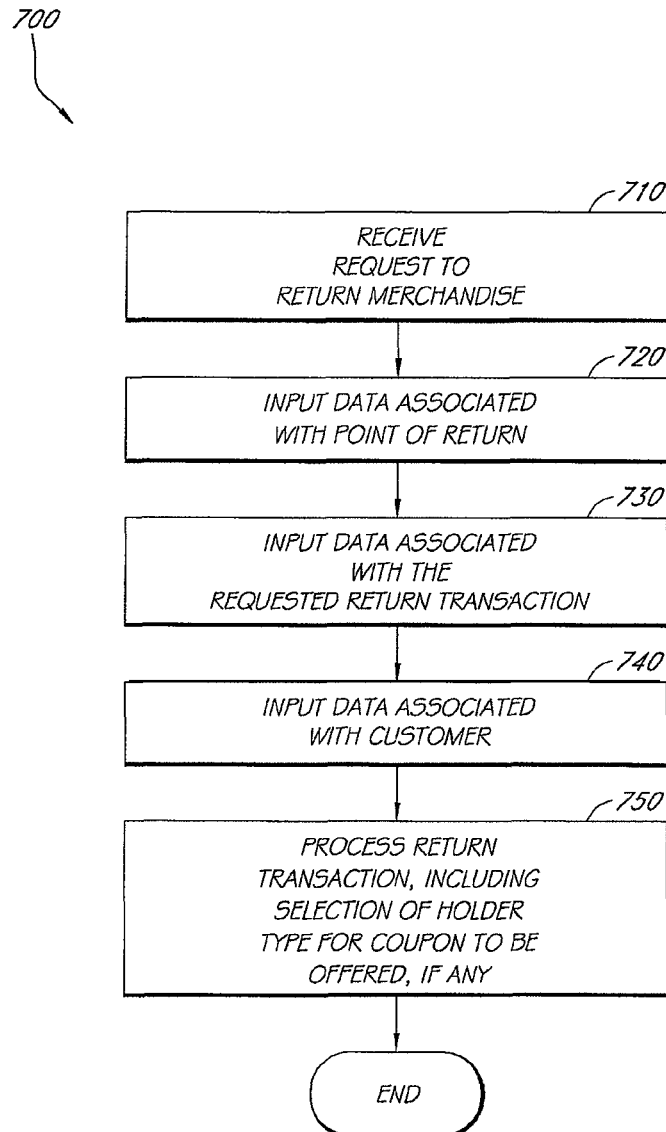 700
710
RECEIVE
REQUEST TO
RETURN MERCHANDISE
720
INPUT DATA ASSOCIATED
WITH POINT OF RETURN
730
INPUT DATA ASSOCIATED
WITH THE
REQUESTED RETURN TRANSACTION
740
INPUT DATA ASSOCIATED
WITH CUSTOMER
750
PROCESS RETURN
TRANSACTION, INCLUDING
SELECTION OF HOLDER
TYPE FOR COUPON TO BE
OFFERED, IF ANY
END